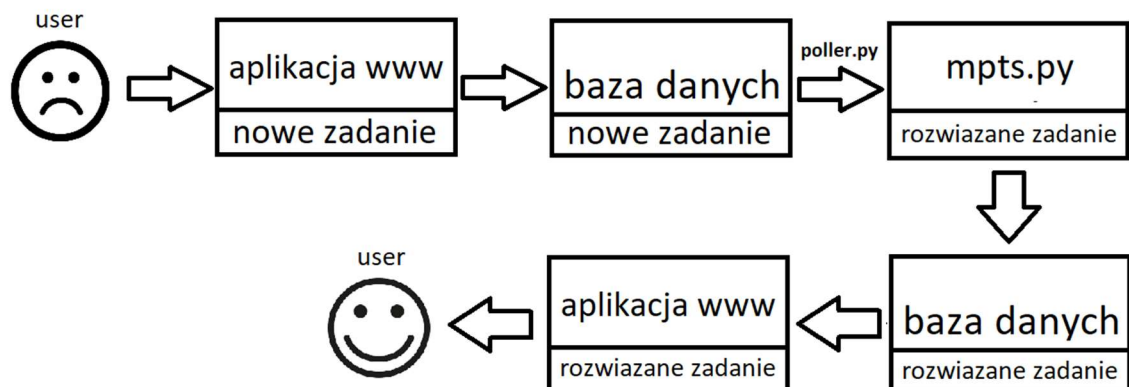 user
aplikacja www
nowe zadanie
baza danych
nowe zadanie
poller.py
mpts.py
rozwiazane zadanie
user
aplikacja www
rozwiazane zadanie
baza danych
rozwiazane zadanie